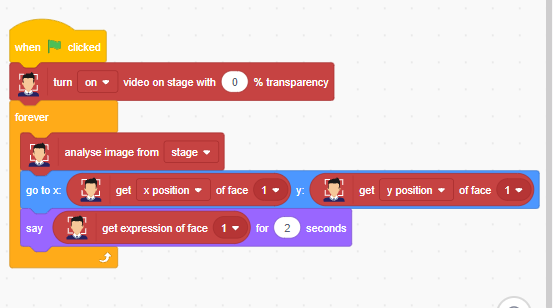 when clicked
turn on video on stage with 0 % transparency
forever
analyse image from stage
go to x: get x position of face 1 y: get y position of face 1
say get expression of face 1 for 2 seconds